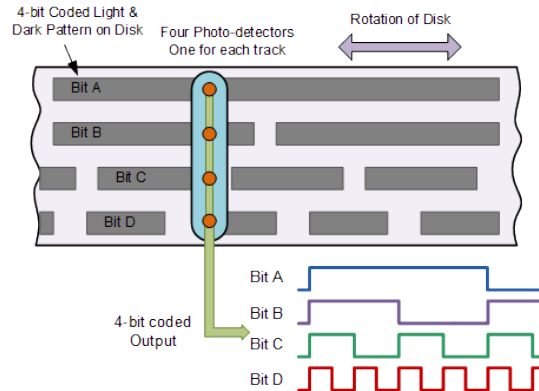 4-bit Coded Light &
Dark Pattern on Disk
Four Photo-detectors
One for each track
Rotation of Disk
Bit A
Bit B
Bit C
Bit D
4-bit coded
Output
Bit A
Bit B
Bit C
Bit D